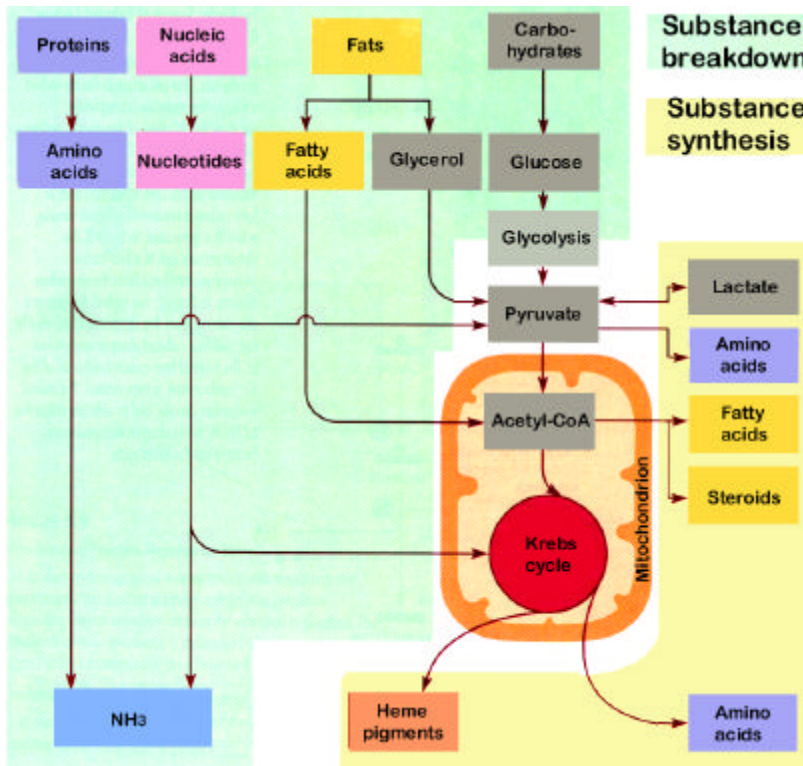 Proteins
Nucleic
acids
Fats
Carbo-
hydrates
Substance
breakdown
Substance
synthesis
Amino
acids
Nucleotides
Fatty
acids
Glycerol
Glucose
Glycolysis
Pyruvate
Lactate
Amino
acids
Acetyl-CoA
Fatty
acids
Steroids
Mitochondrion
Krebs
cycle
NH3
Heme
pigments
Amino
acids